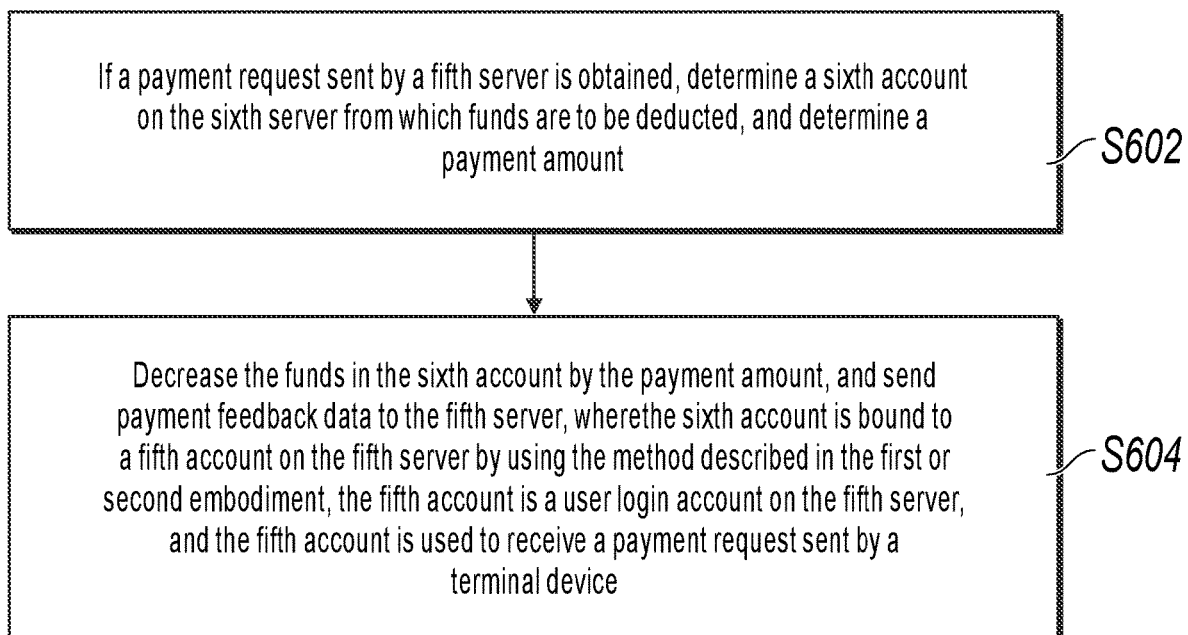 If a payment request sent by a fifth server is obtained, determine a sixth account
on the sixth server from which funds are to be deducted, and determine a
payment amount
S602
Decrease the funds in the sixth account by the payment amount, and send
payment feedback data to the fifth server, wherethe sixth account is bound to
a fifth account on the fifth server by using the method described in the first or
second embodiment, the fifth account is a user login account on the fifth server,
and the fifth account is used to receive a payment request sent by a
terminal device
S604